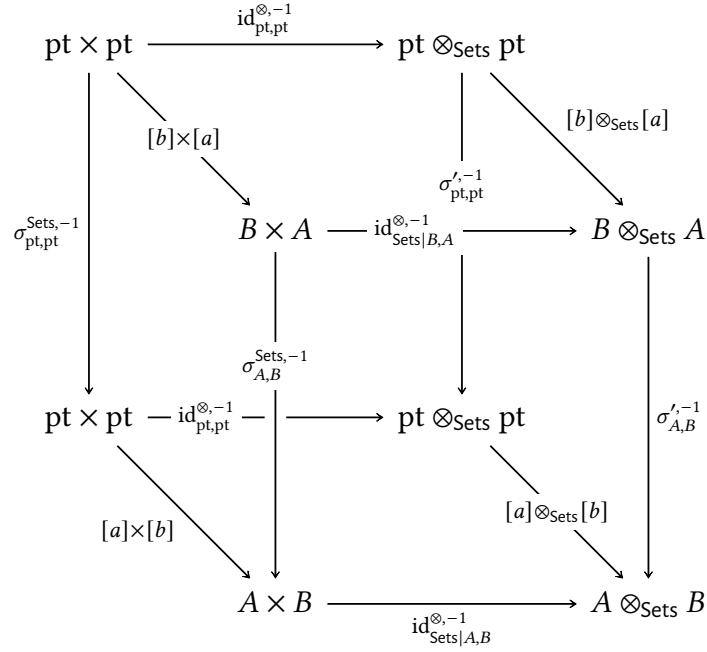 id^{⊗,-1}_{pt,pt}
pt × pt pt ⊗_{Sets} pt
[b]×[a] [b]⊗_{Sets}[a]
σ'^{,-1}_{pt,pt}
σ^{Sets,-1}_{pt,pt} B × A id^{⊗,-1}_{Sets|B,A} B ⊗_{Sets} A
σ^{Sets,-1}_{A,B}
pt × pt id^{⊗,-1}_{pt,pt} pt ⊗_{Sets} pt σ'^{,-1}_{A,B}
[a]×[b] [a]⊗_{Sets}[b]
A × B A ⊗_{Sets} B
id^{⊗,-1}_{Sets|A,B}